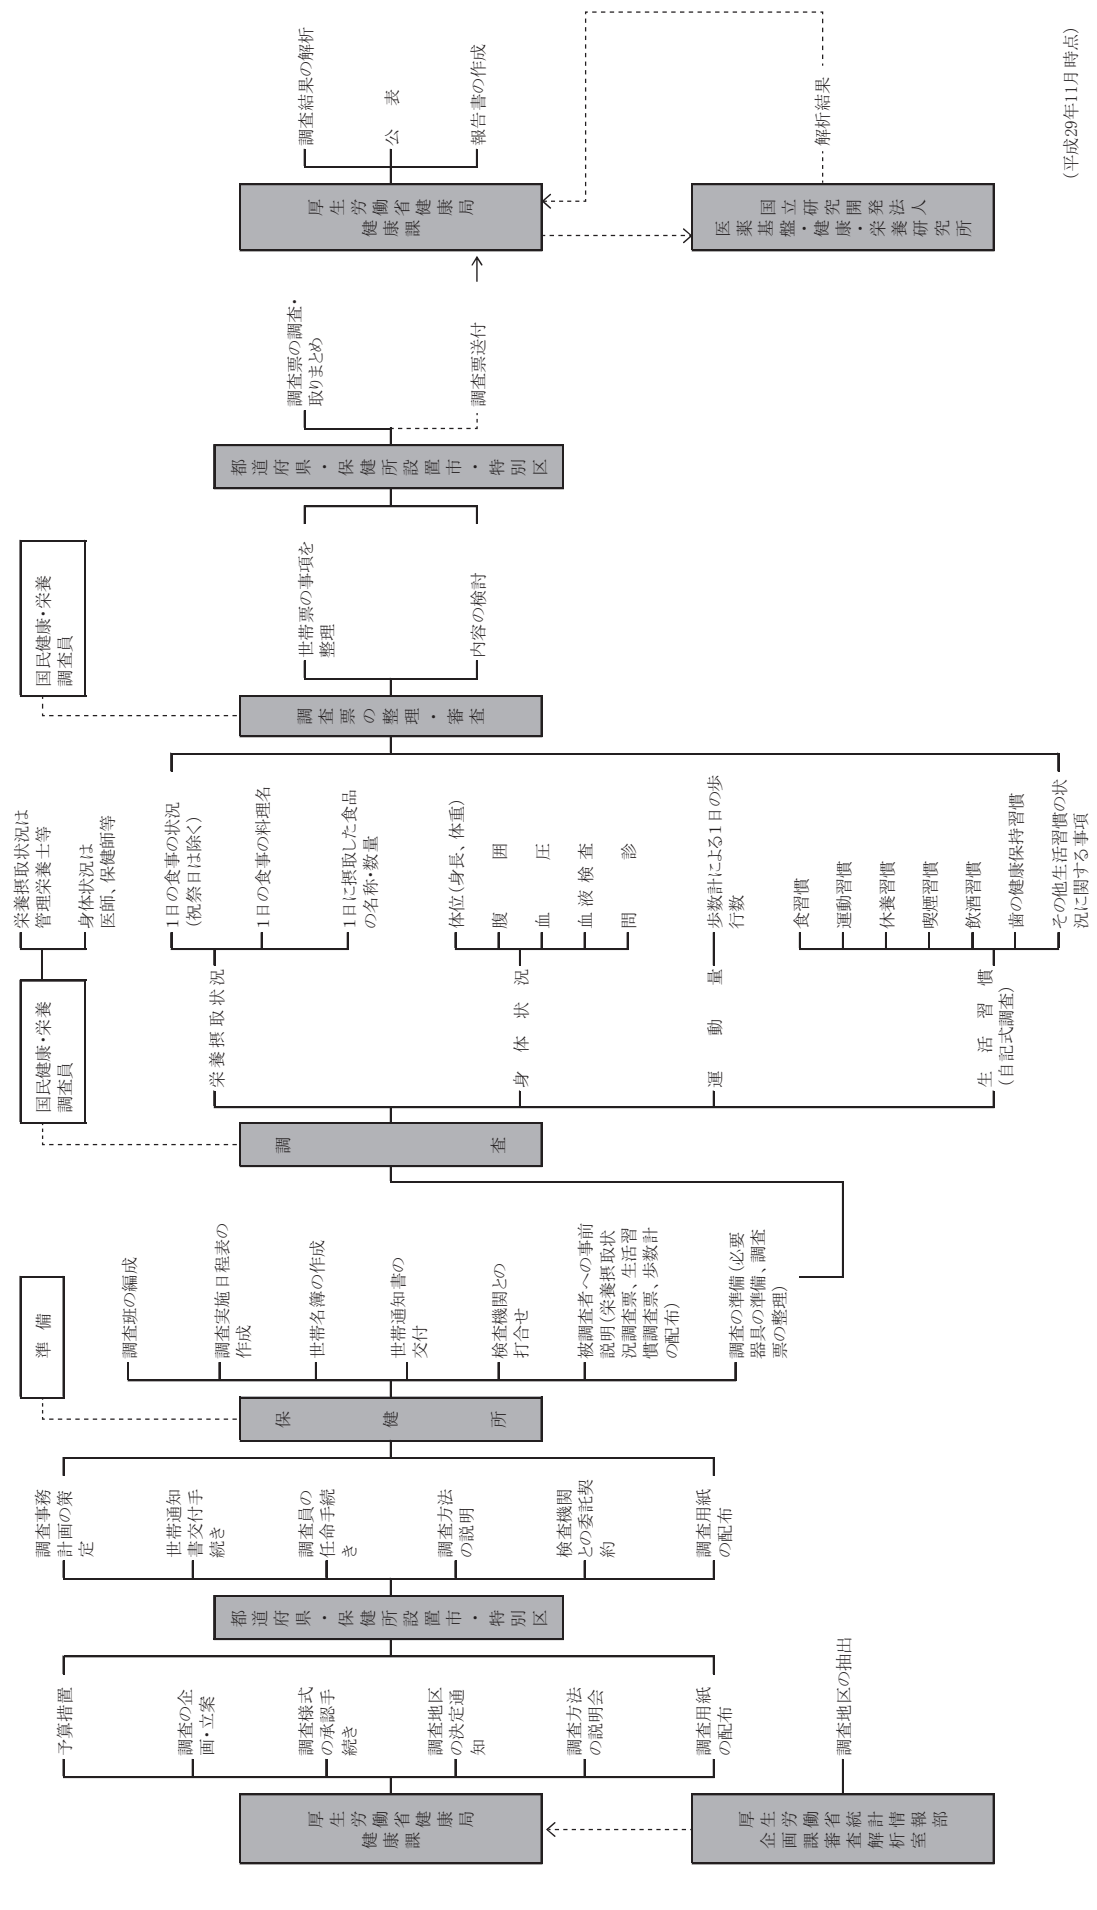 厚生労働省健康局
健康課
予算措置
調査の企
画・立案
調査様式
の承認手
続き
調査地区
の決定通
知
調査方法
の説明会
調査用紙
の配布
厚生労働省統計情報部
企画課審査解析室
調査地区の抽出
都道府県・保健所設置市・特別区
調査事務
計画の策
定
世帯通知
書交付手
続き
調査員の
任命手続
き
調査方法
の説明
検査機関
との委託契
約
調査用紙
の配布
準備
保健所
調査班の編成
調査実施日程表の
作成
世帯名簿の作成
世帯通知書の
交付
検査機関との
打合せ
被調査者への事前
説明(栄養摂取状
況調査票、生活習
慣調査票、歩数計
の配布)
調査の準備(必要
器具の準備、調査
票の整理)
国民健康・栄養
調査員
栄養摂取状況は
管理栄養士等
身体状況は
医師、保健師等
調査
栄養摂取状況
1日の食事の状況
(祝祭日は除く)
1日の食事の料理名
1日に摂取した食品
の名称・数量
身体状況
体位(身長、体重)
腹囲
血圧
血液検査
問診
運動量
歩数計による1日の歩
行数
生活習慣
(自記式調査)
食習慣
運動習慣
休養習慣
喫煙習慣
飲酒習慣
歯の健康保持習慣
その他生活習慣の状
況に関する事項
国民健康・栄養
調査員
調査票の整理・審査
世帯票の事項を
整理
内容の検討
都道府県・保健所設置市・特別区
調査票の調査・
取りまとめ
調査票送付
厚生労働省健康局
健康課
調査結果の解析
公表
報告書の作成
国立研究開発法人
医薬基盤・健康・栄養研究所
解析結果
(平成29年11月時点)